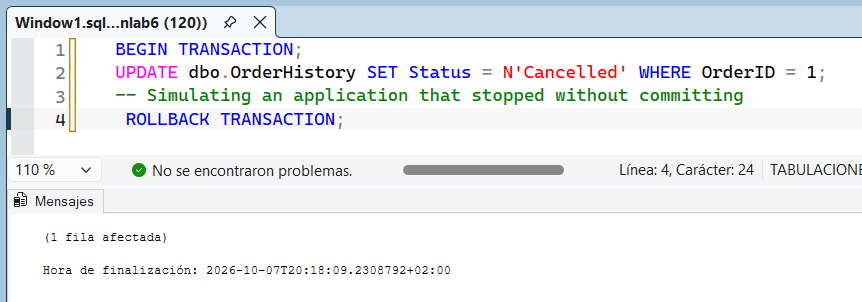 Window1.sql...nlab6 (120))
1 BEGIN TRANSACTION;
2 UPDATE dbo.OrderHistory SET Status = N'Cancelled' WHERE OrderID = 1;
3 -- Simulating an application that stopped without committing
4 ROLLBACK TRANSACTION;
110 % No se encontraron problemas. Línea: 4, Carácter: 24 TABULACIONE
Mensajes
(1 fila afectada)
Hora de finalización: 2026-10-07T20:18:09.2308792+02:00